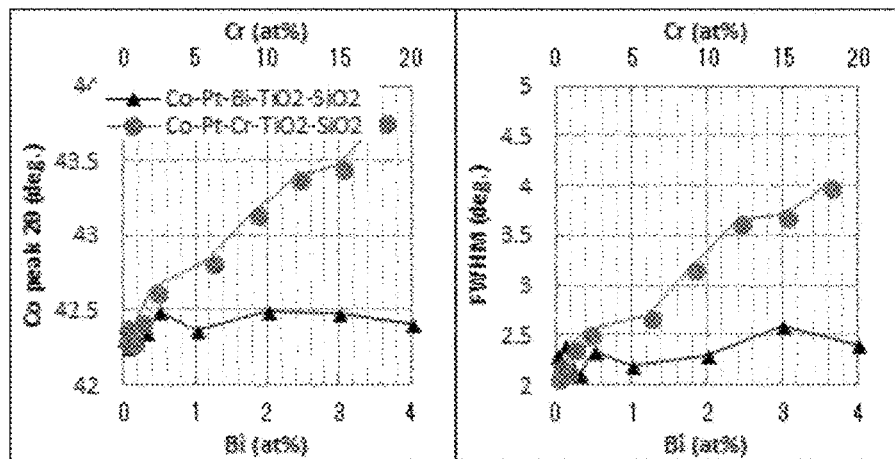 Cr (at%)
0 5 10 15 20
44
Co-Pt-Bi-TiO2-SiO2
Co-Pt-Cr-TiO2-SiO2
43.5
43
42.5
42
Co peak 2θ (deg.)
0 1 2 3 4
Bi (at%)
Cr (at%)
0 5 10 15 20
5
4.5
4
3.5
3
2.5
2
FWHM (deg.)
0 1 2 3 4
Bi (at%)